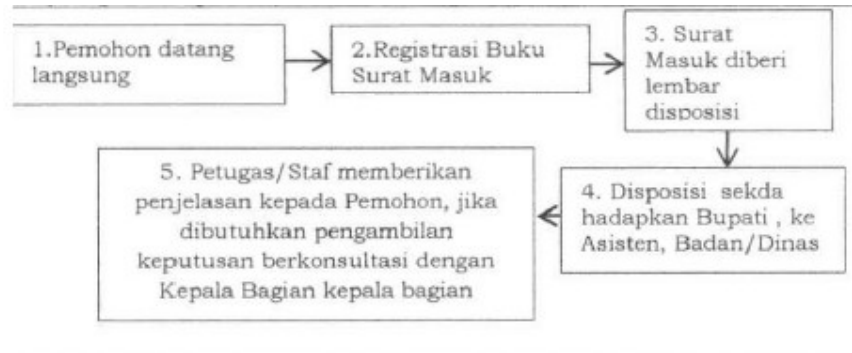 1.Pemohon datang
langsung
2.Registrasi Buku
Surat Masuk
3. Surat
Masuk diberi
lembar
disposisi
4. Disposisi sekda
hadapkan Bupati , ke
Asisten, Badan/Dinas
5. Petugas/Staf memberikan
penjelasan kepada Pemohon, jika
dibutuhkan pengambilan
keputusan berkonsultasi dengan
Kepala Bagian kepala bagian